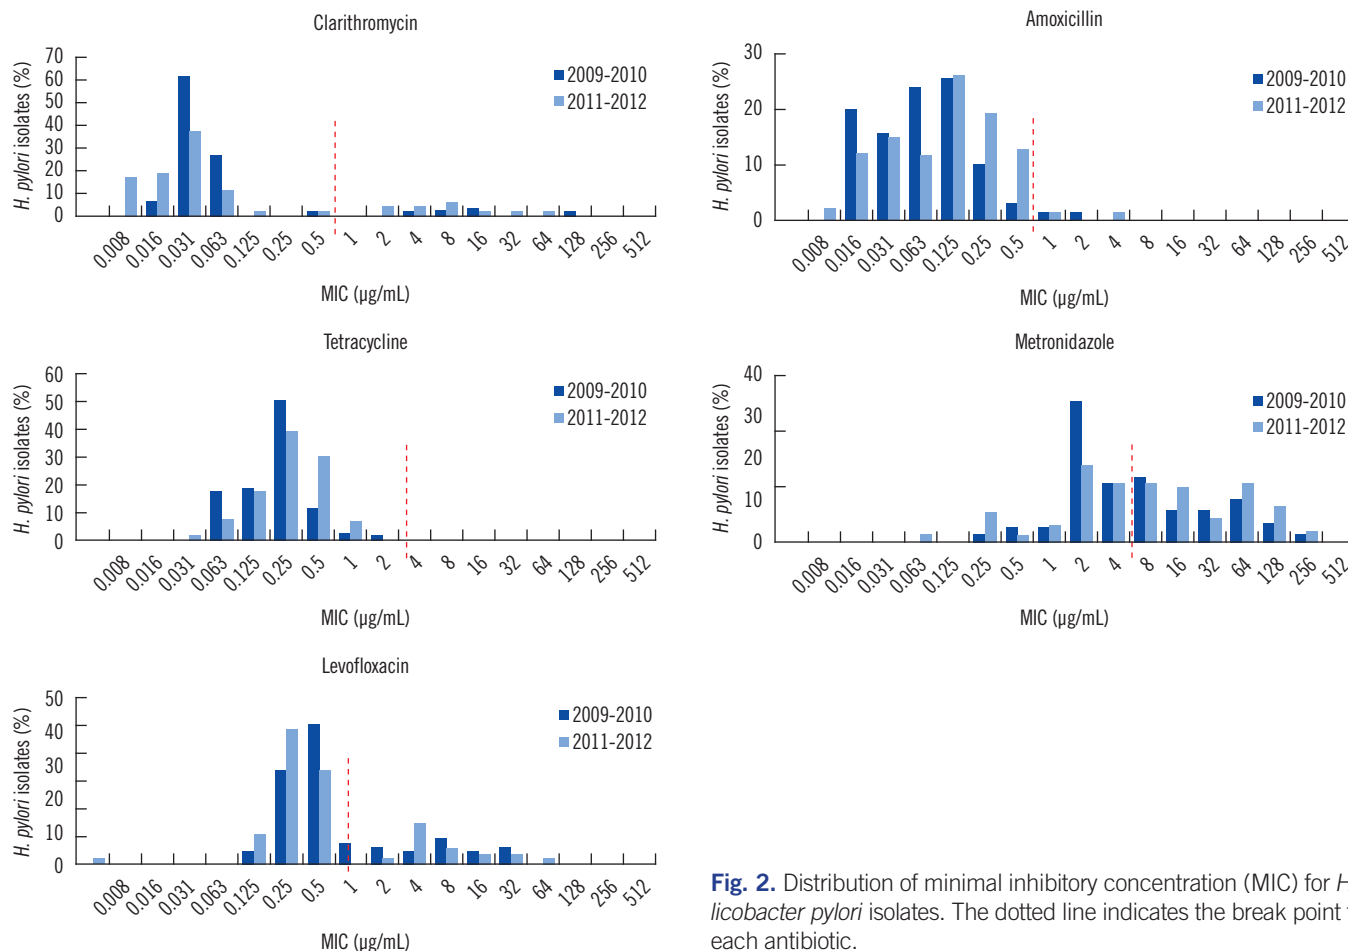 Clarithromycin
H. pylori isolates (%)
70
60
50
40
30
20
10
0
2009-2010
2011-2012
0.008 0.016 0.031 0.063 0.125 0.25 0.5 1 2 4 8 16 32 64 128 256 512
MIC (µg/mL)
Amoxicillin
H. pylori isolates (%)
30
20
10
0
2009-2010
2011-2012
0.008 0.016 0.031 0.063 0.125 0.25 0.5 1 2 4 8 16 32 64 128 256 512
MIC (µg/mL)
Tetracycline
H. pylori isolates (%)
60
50
40
30
20
10
0
2009-2010
2011-2012
0.008 0.016 0.031 0.063 0.125 0.25 0.5 1 2 4 8 16 32 64 128 256 512
MIC (µg/mL)
Metronidazole
H. pylori isolates (%)
40
30
20
10
0
2009-2010
2011-2012
0.008 0.016 0.031 0.063 0.125 0.25 0.5 1 2 4 8 16 32 64 128 256 512
MIC (µg/mL)
Levofloxacin
H. pylori isolates (%)
50
40
30
20
10
0
2009-2010
2011-2012
0.008 0.016 0.031 0.063 0.125 0.25 0.5 1 2 4 8 16 32 64 128 256 512
MIC (µg/mL)
Fig. 2. Distribution of minimal inhibitory concentration (MIC) for
licobacter pylori isolates. The dotted line indicates the break point
each antibiotic.